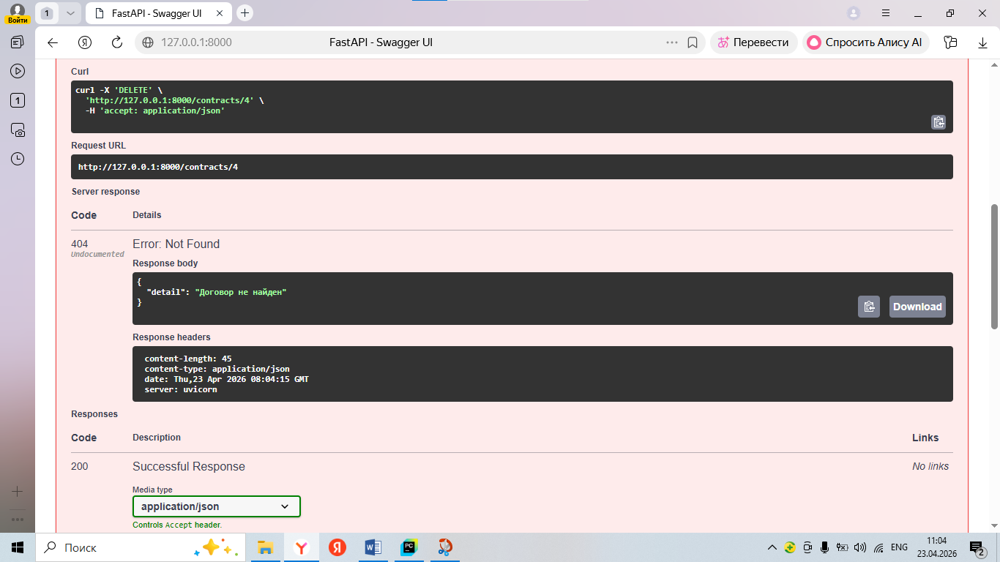 Войти
1
FastAPI - Swagger UI
127.0.0.1:8000
FastAPI - Swagger UI
Перевести
Спросить Алису AI
1
Curl
curl -X 'DELETE' \
'http://127.0.0.1:8000/contracts/4' \
-H 'accept: application/json'
Request URL
http://127.0.0.1:8000/contracts/4
Server response
Code Details
404 Error: Not Found
Undocumented
Response body
{
"detail": "Договор не найден"
}
Download
Response headers
content-length: 45
content-type: application/json
date: Thu,23 Apr 2026 08:04:15 GMT
server: uvicorn
Responses
Code Description Links
200 Successful Response No links
Media type
application/json
Controls Accept header.
Поиск
ENG
11:04
23.04.2026
2